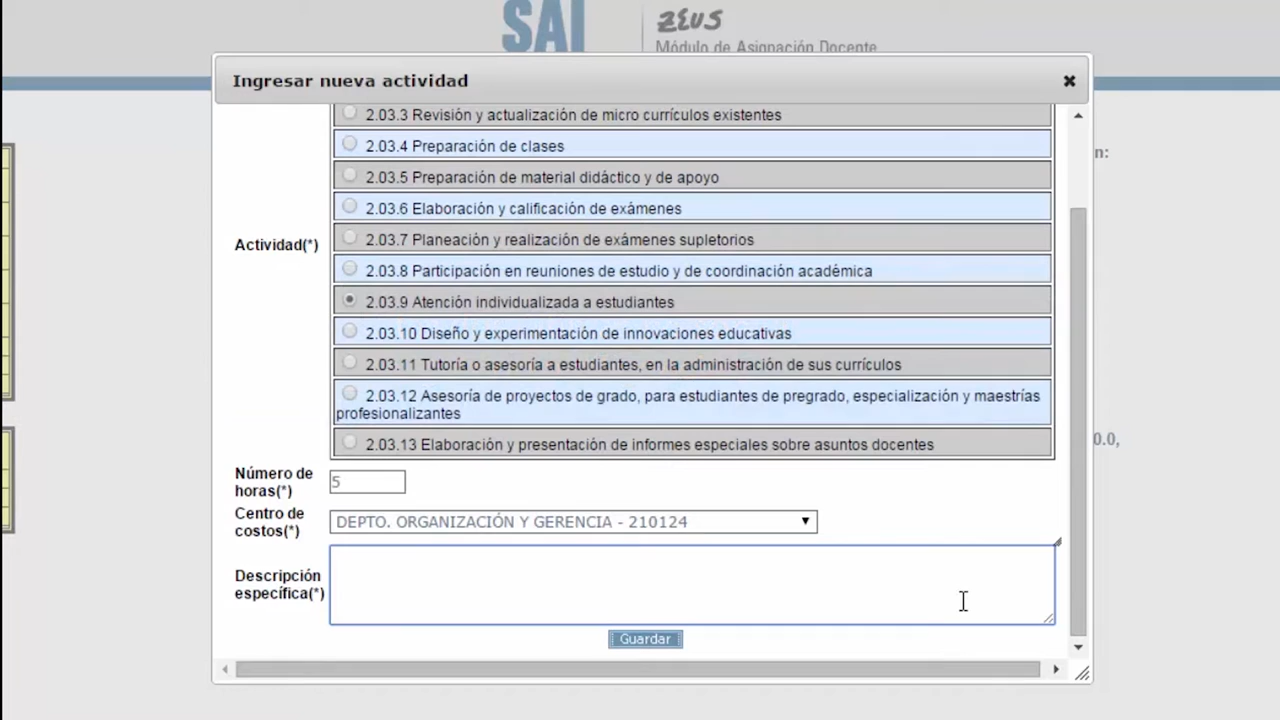 SAI
ZEUS
Módulo de Asignación Docente
Ingresar nueva actividad
n:
2.03.3 Revisión y actualización de micro currículos existentes
2.03.4 Preparación de clases
2.03.5 Preparación de material didáctico y de apoyo
2.03.6 Elaboración y calificación de exámenes
Actividad(*)
2.03.7 Planeación y realización de exámenes supletorios
2.03.8 Participación en reuniones de estudio y de coordinación académica
2.03.9 Atención individualizada a estudiantes
2.03.10 Diseño y experimentación de innovaciones educativas
2.03.11 Tutoría o asesoría a estudiantes, en la administración de sus currículos
2.03.12 Asesoría de proyectos de grado, para estudiantes de pregrado, especialización y maestrías
profesionalizantes
2.03.13 Elaboración y presentación de informes especiales sobre asuntos docentes
0.0,
Número de
horas(*)
5
Centro de
costos(*)
DEPTO. ORGANIZACIÓN Y GERENCIA - 210124
Descripción
específica(*)
Guardar